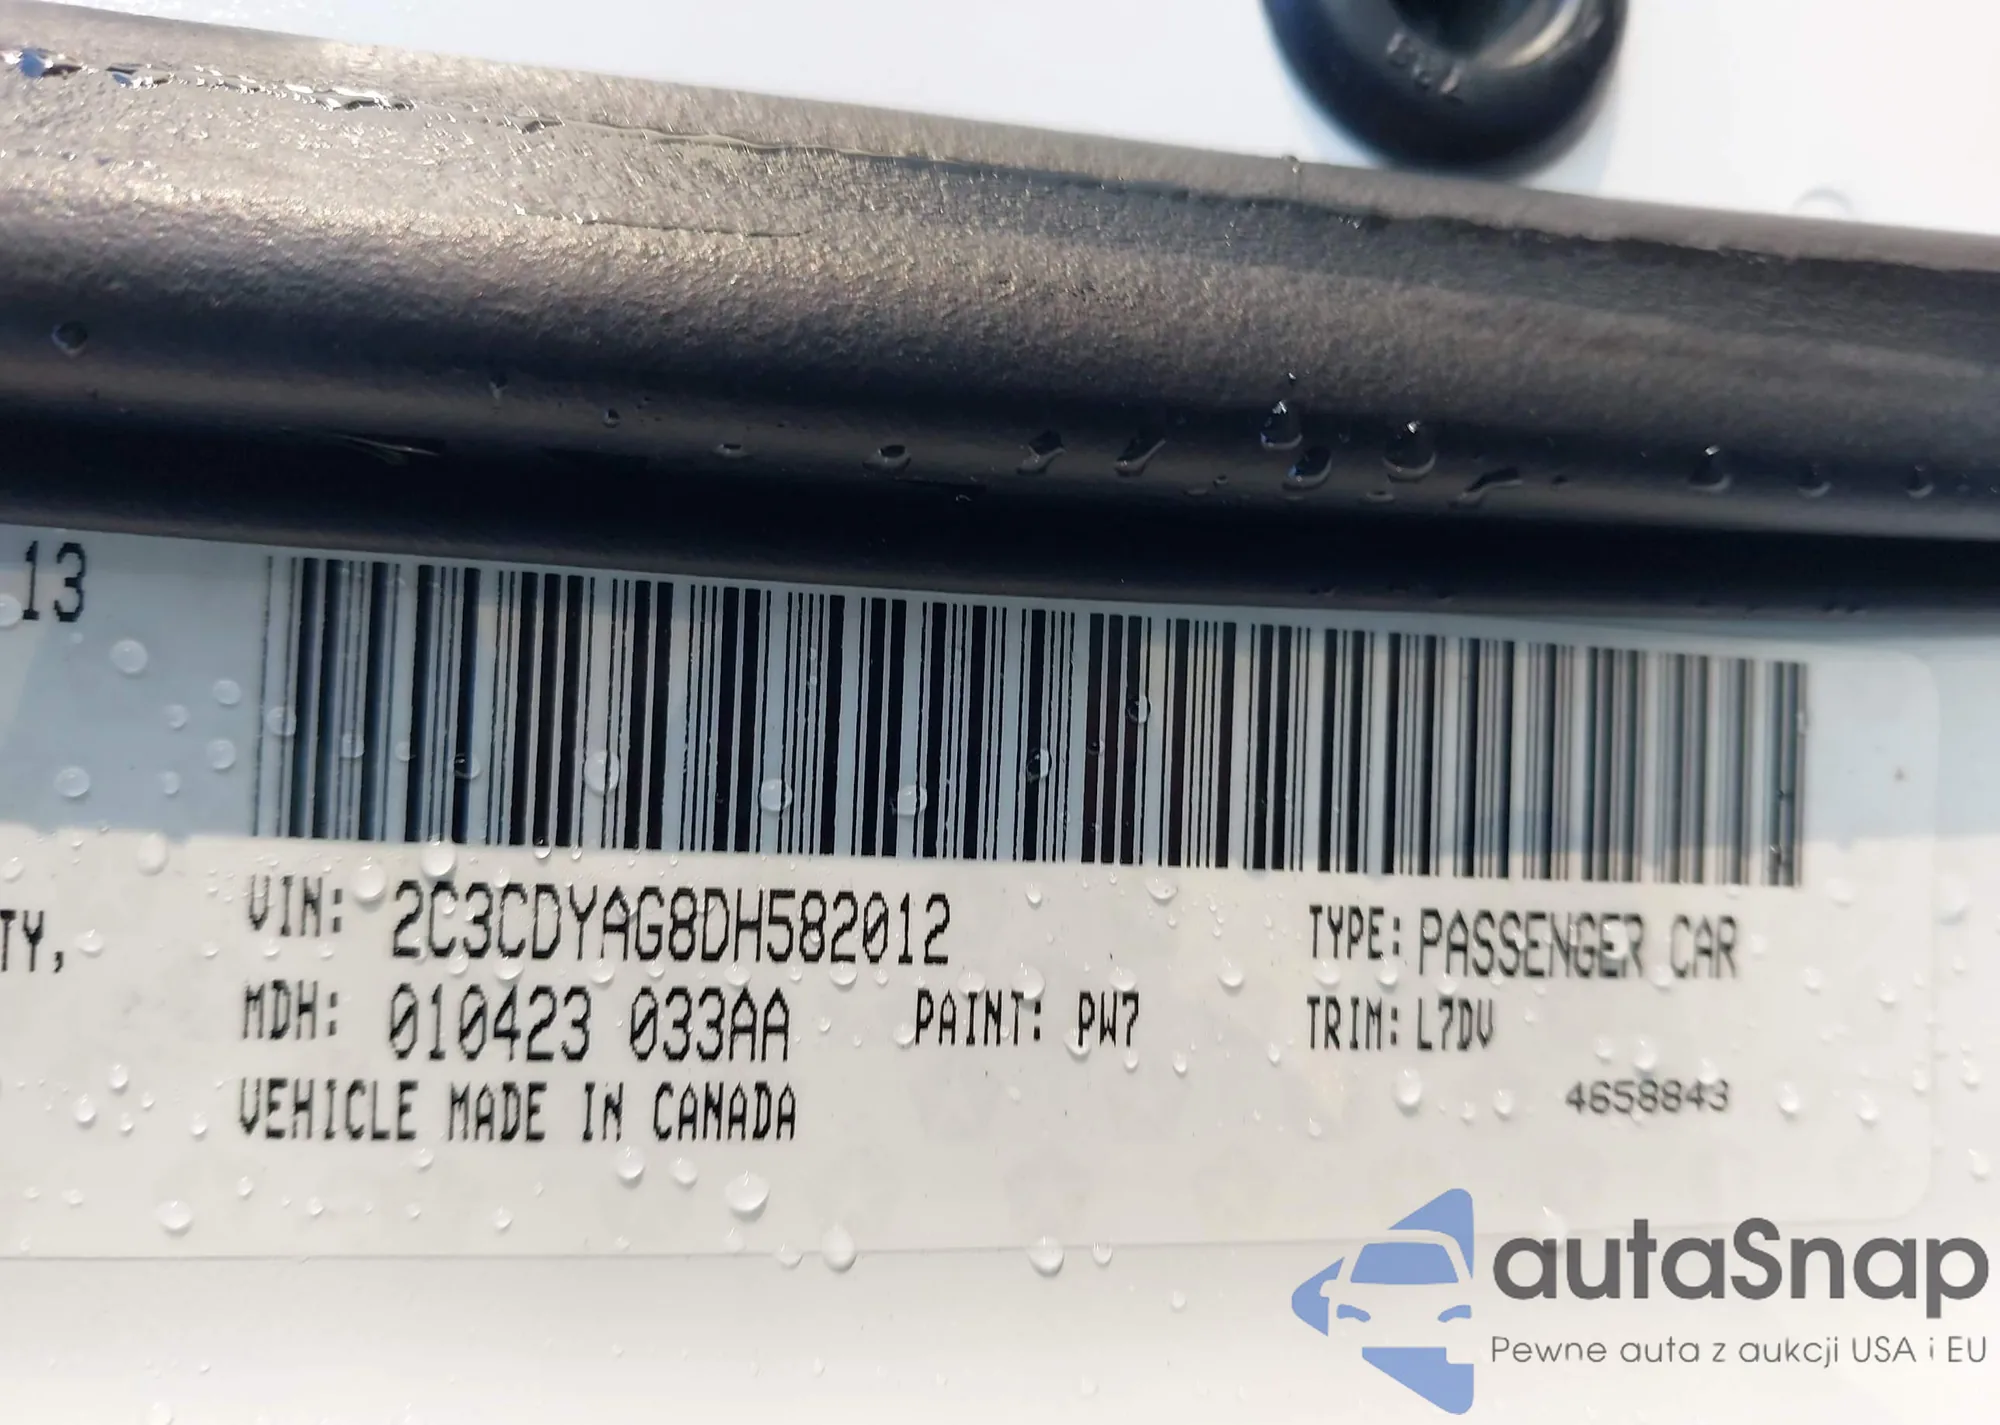 13
VIN: 2C3CDYAG8DH582012
TYPE: PASSENGER CAR
TY,
MDH: 010423 033AA
PAINT: PW7
TRIM: L7DV
VEHICLE MADE IN CANADA
4658843
autaSnap
Pewne auta z aukcji USA i EU